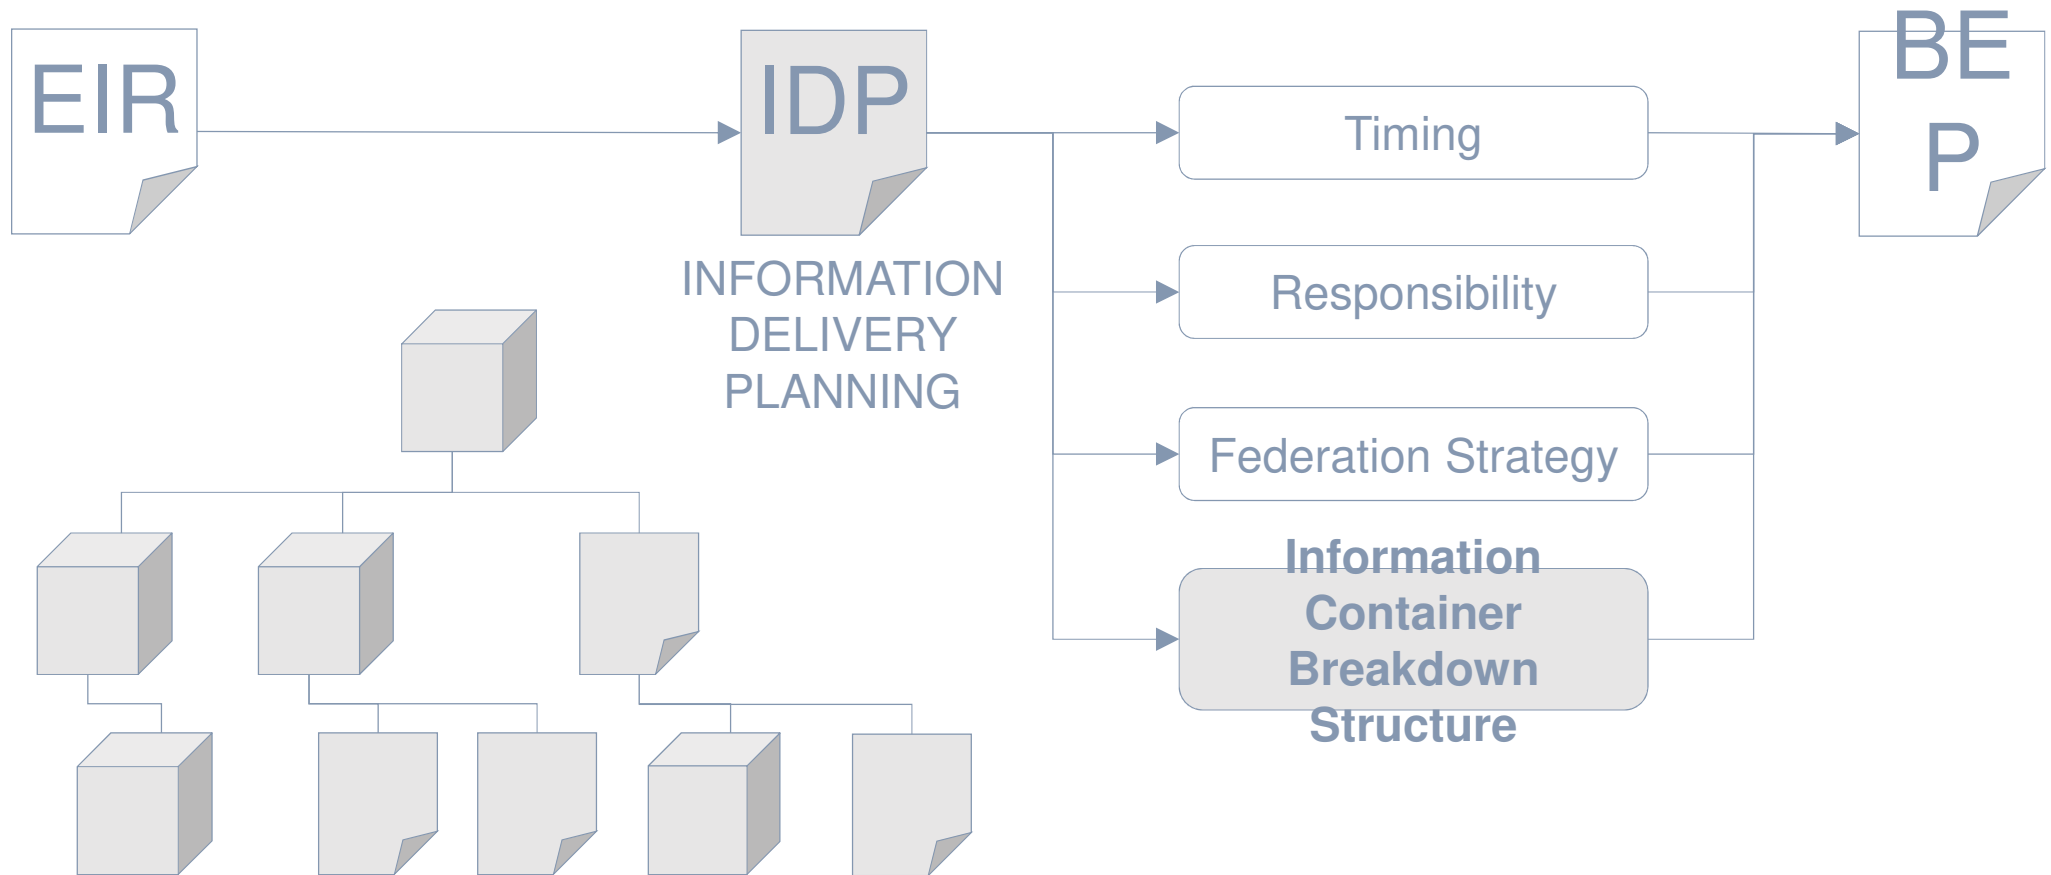 EIR
IDP
INFORMATION
DELIVERY
PLANNING
Timing
Responsibility
Federation Strategy
Information
Container
Breakdown
Structure
BE
P